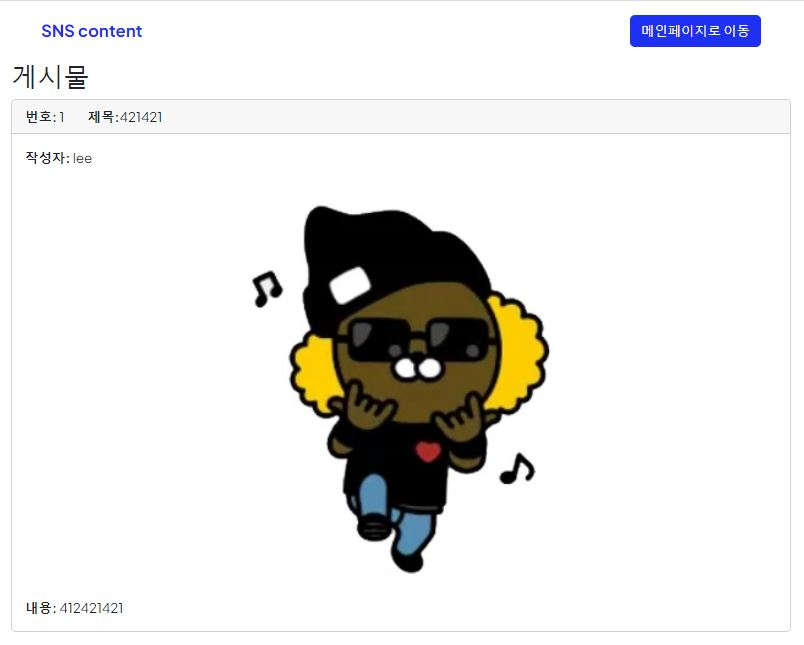 SNS content
메인페이지로 이동
게시물
번호: 1 제목:421421
작성자: lee
내용: 412421421